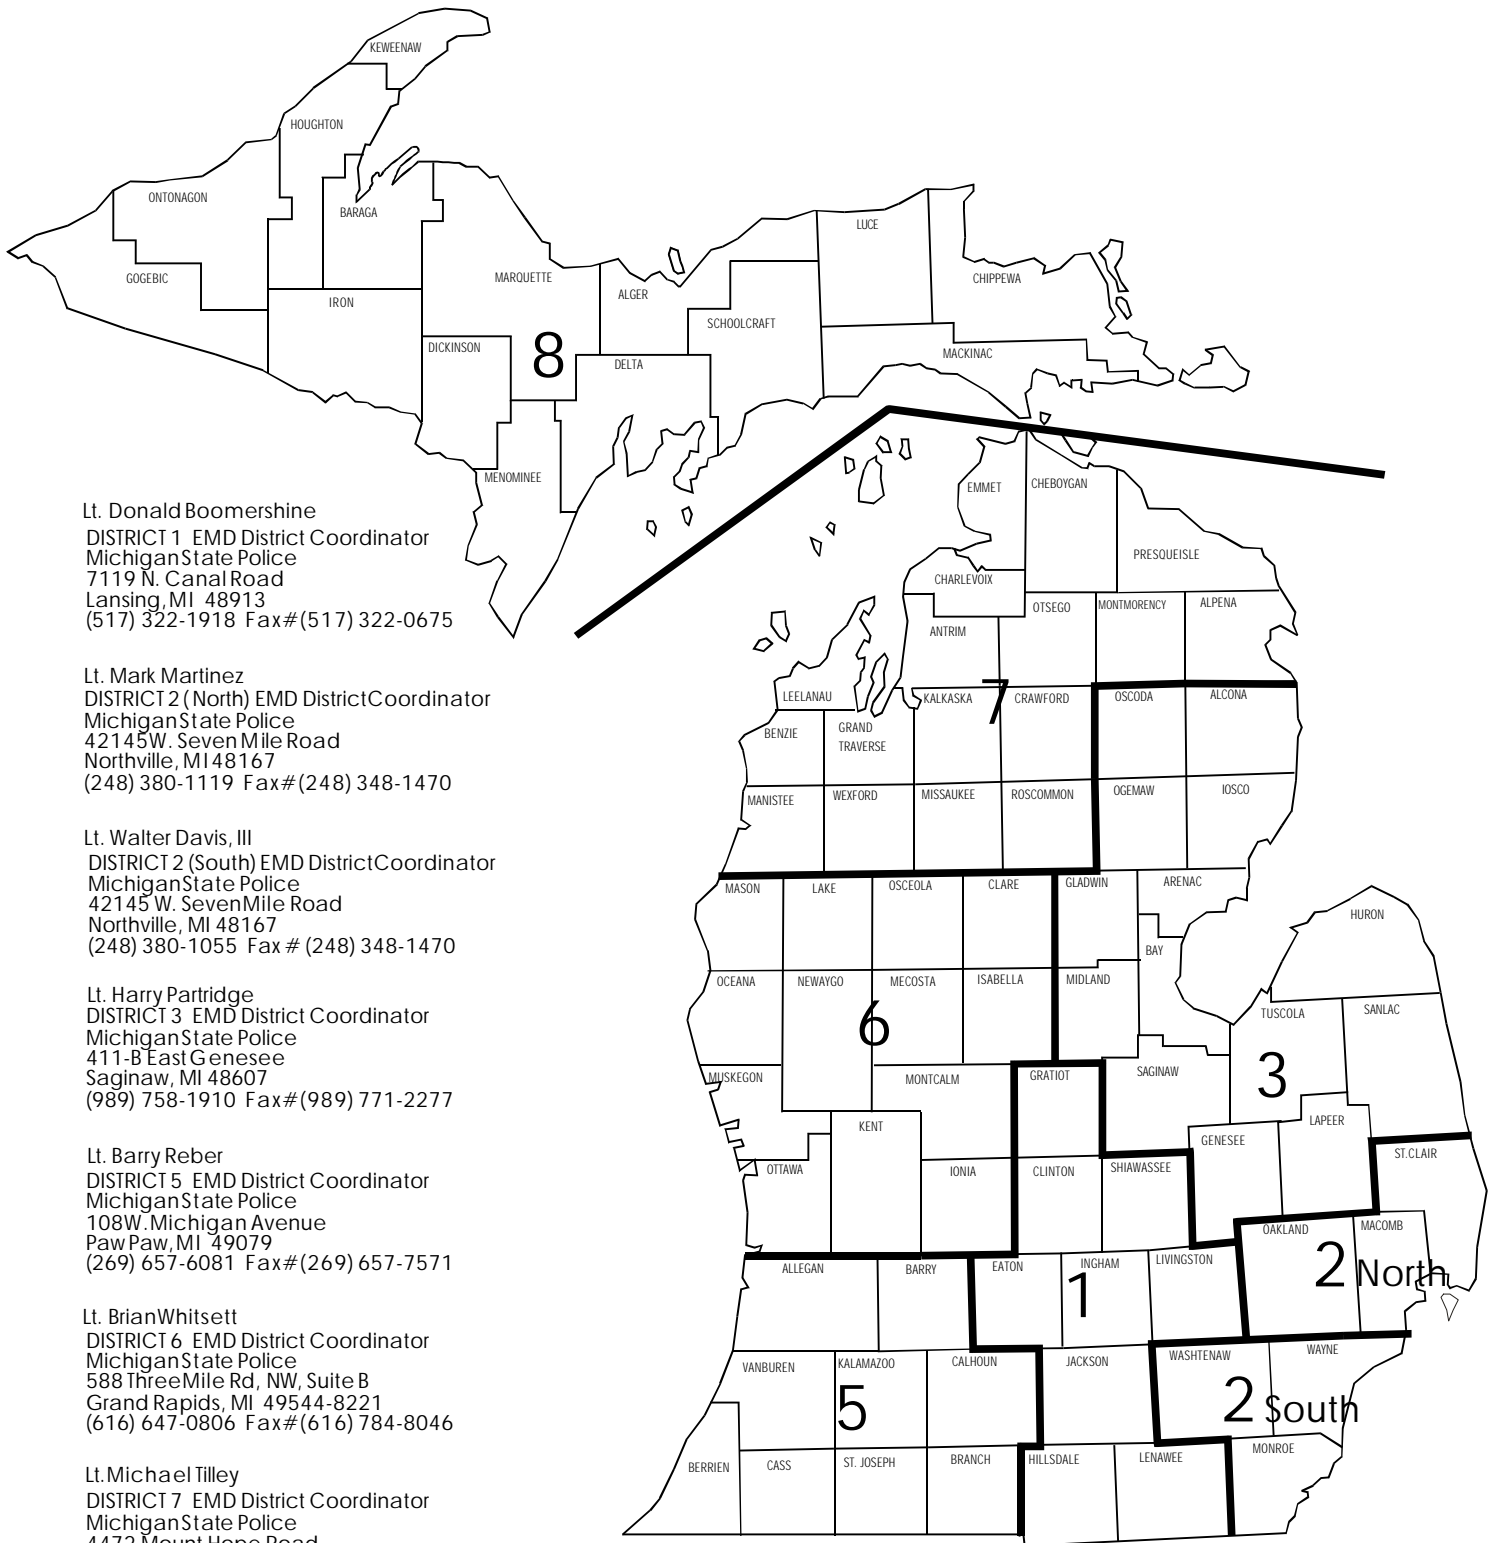 KEWEENAW
HOUGHTON
ONTONAGON
BARAGA
LUCE
GOGEBIC
MARQUETTE
CHIPPEWA
IRON
ALGER
SCHOOLCRAFT
DICKINSON
8
MACKINAC
DELTA
MENOMINEE
EMMET
CHEBOYGAN
PRESQUEISLE
CHARLEVOIX
OTSEGO
MONTMORENCY
ALPENA
ANTRIM
LEELANAU
KALKASKA
7
CRAWFORD
OSCODA
ALCONA
BENZIE
GRAND
TRAVERSE
MANISTEE
WEXFORD
MISSAUKEE
ROSCOMMON
OGEMAW
IOSCO
MASON
LAKE
OSCEOLA
CLARE
GLADWIN
ARENAC
HURON
BAY
OCEANA
NEWAYGO
MECOSTA
ISABELLA
MIDLAND
TUSCOLA
SANLAC
6
MUSKEGON
MONTCALM
GRATIOT
SAGINAW
3
KENT
LAPEER
GENESEE
OTTAWA
IONIA
CLINTON
SHIAWASSEE
ST.CLAIR
OAKLAND
MACOMB
ALLEGAN
BARRY
EATON
INGHAM
LIVINGSTON
1
2 North
VANBUREN
KALAMAZOO
CALHOUN
JACKSON
WASHTENAW
WAYNE
5
2 South
BERRIEN
CASS
ST. JOSEPH
BRANCH
HILLSDALE
LENAWEE
MONROE
Lt. Donald Boomershine
DISTRICT 1 EMD District Coordinator
Michigan State Police
7119 N. Canal Road
Lansing, MI 48913
(517) 322-1918 Fax # (517) 322-0675
Lt. Mark Martinez
DISTRICT 2 (North) EMD District Coordinator
Michigan State Police
42145 W. Seven Mile Road
Northville, MI 48167
(248) 380-1119 Fax # (248) 348-1470
Lt. Walter Davis, III
DISTRICT 2 (South) EMD District Coordinator
Michigan State Police
42145 W. Seven Mile Road
Northville, MI 48167
(248) 380-1055 Fax # (248) 348-1470
Lt. Harry Partridge
DISTRICT 3 EMD District Coordinator
Michigan State Police
411-B East Genesee
Saginaw, MI 48607
(989) 758-1910 Fax # (989) 771-2277
Lt. Barry Reber
DISTRICT 5 EMD District Coordinator
Michigan State Police
108 W. Michigan Avenue
Paw Paw, MI 49079
(269) 657-6081 Fax # (269) 657-7571
Lt. Brian Whitsett
DISTRICT 6 EMD District Coordinator
Michigan State Police
588 Three Mile Rd, NW, Suite B
Grand Rapids, MI 49544-8221
(616) 647-0806 Fax # (616) 784-8046
Lt. Michael Tilley
DISTRICT 7 EMD District Coordinator
Michigan State Police
4473 Mount Hope Road